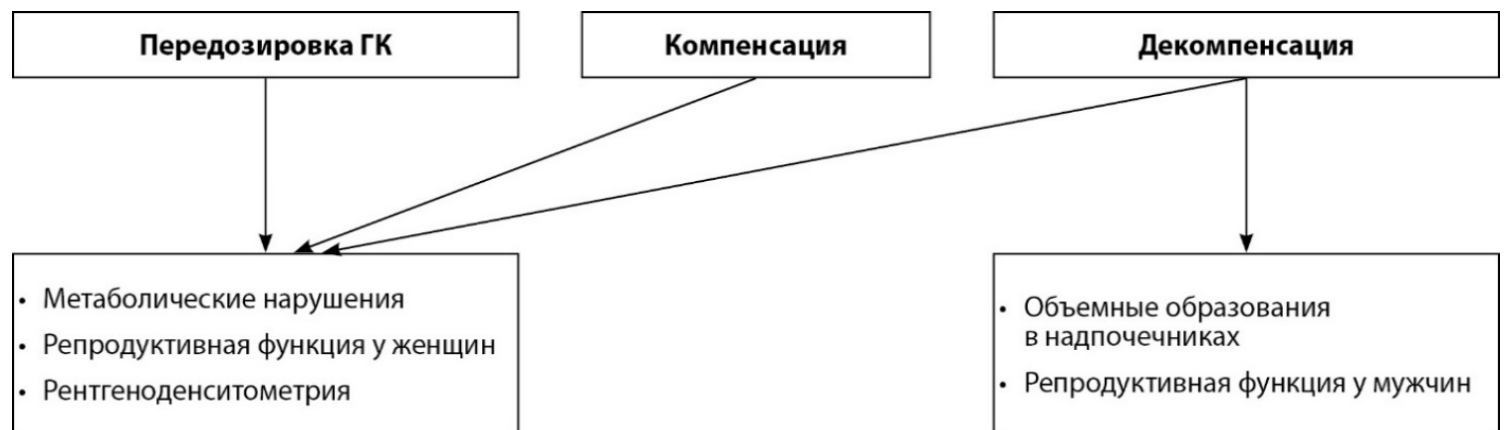 Передозировка ГК
Компенсация
Декомпенсация
• Метаболические нарушения
• Репродуктивная функция у женщин
• Рентгеноденситометрия
• Объемные образования
в надпочечниках
• Репродуктивная функция у мужчин